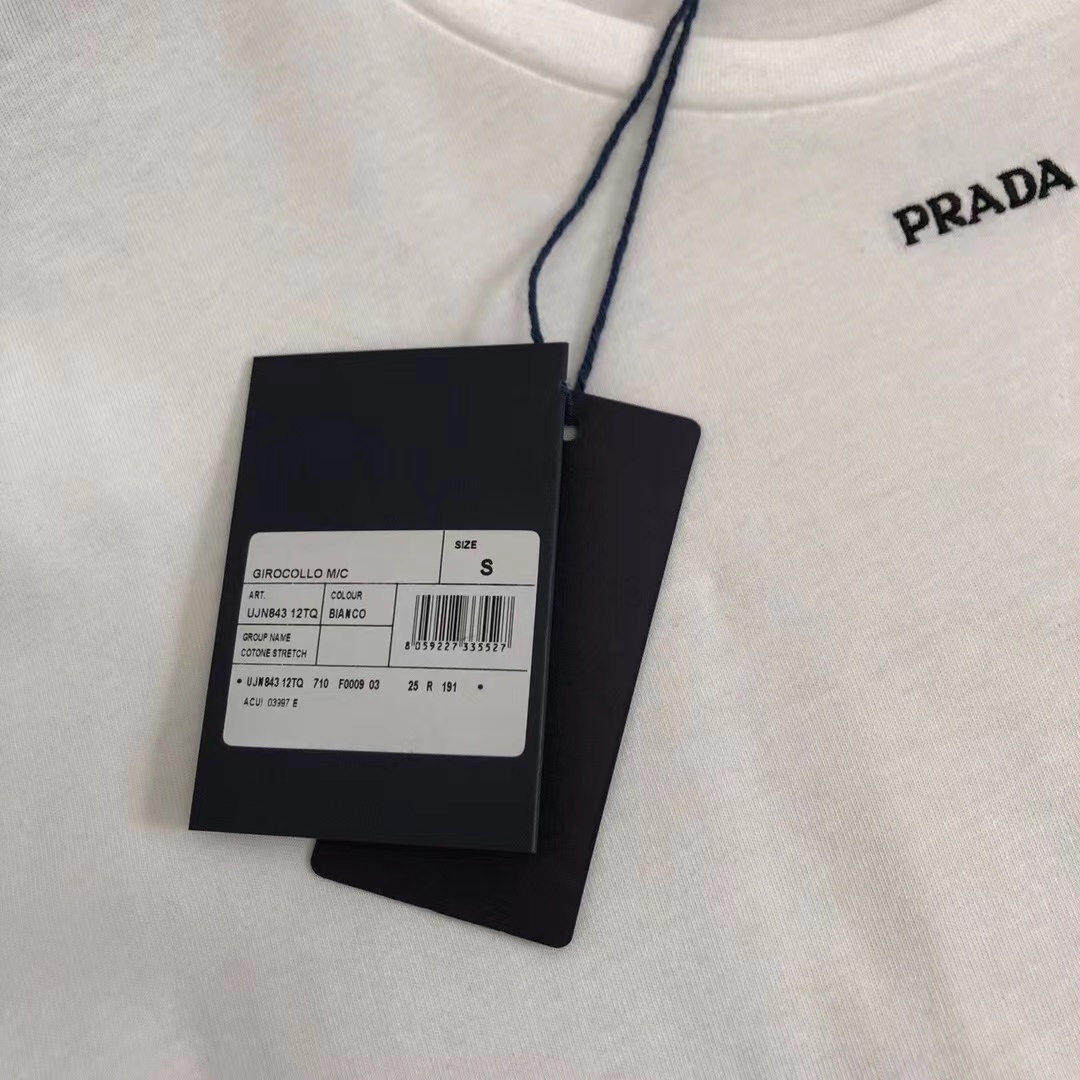 PRADA
SIZE
S
GIROCOLLO M/C
ART.
UJN843 12TQ
COLOUR
BIANCO
GROUP NAME
COTONE STRETCH
8 059227 335527
• UJN843 12TQ 710 F0009 03 25 R 191 •
ACUI 03997 E